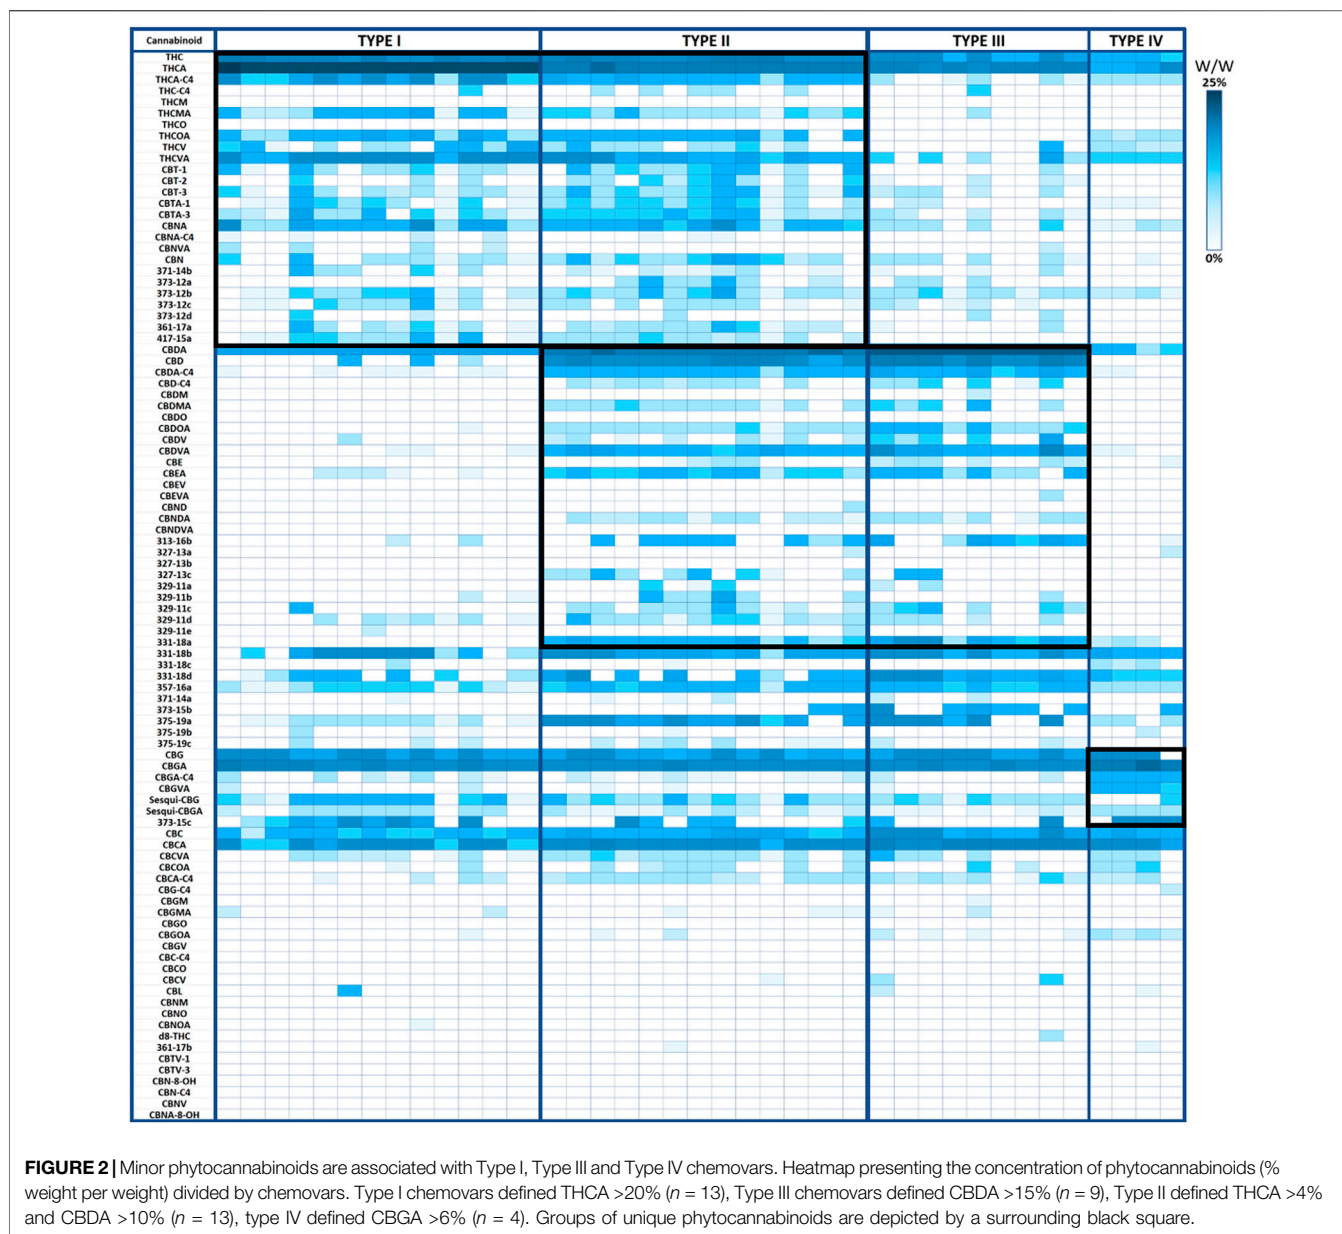 Cannabinoid TYPE I TYPE II TYPE III TYPE IV
THC
THCA
THCA-C4
THC-C4
THCM
THCMA
THCO
THCOA
THCV
THCVA
CBT-1
CBT-2
CBT-3
CBTA-1
CBTA-3
CBNA
CBNA-C4
CBNVA
CBN
371-14b
373-12a
373-12b
373-12c
373-12d
361-17a
417-15a
CBDA
CBD
CBDA-C4
CBD-C4
CBDM
CBDMA
CBDO
CBDOA
CBDV
CBDVA
CBE
CBEA
CBEV
CBEVA
CBND
CBNDA
CBNDVA
313-16b
327-13a
327-13b
327-13c
329-11a
329-11b
329-11c
329-11d
329-11e
331-18a
331-18b
331-18c
331-18d
357-16a
371-14a
373-15b
375-19a
375-19b
375-19c
CBG
CBGA
CBGA-C4
CBGVA
Sesqui-CBG
Sesqui-CBGA
373-15c
CBC
CBCA
CBCVA
CBCOA
CBCA-C4
CBG-C4
CBGM
CBGMA
CBGO
CBGOA
CBGV
CBC-C4
CBCO
CBCV
CBL
CBNM
CBNO
CBNOA
d8-THC
361-17b
CBTV-1
CBTV-3
CBN-8-OH
CBN-C4
CBNV
CBNA-8-OH
W/W
25%
0%
FIGURE 2 | Minor phytocannabinoids are associated with Type I, Type III and Type IV chemovars. Heatmap presenting the concentration of phytocannabinoids (%
weight per weight) divided by chemovars. Type I chemovars defined THCA >20% (n = 13), Type III chemovars defined CBDA >15% (n = 9), Type II defined THCA >4%
and CBDA >10% (n = 13), type IV defined CBGA >6% (n = 4). Groups of unique phytocannabinoids are depicted by a surrounding black square.